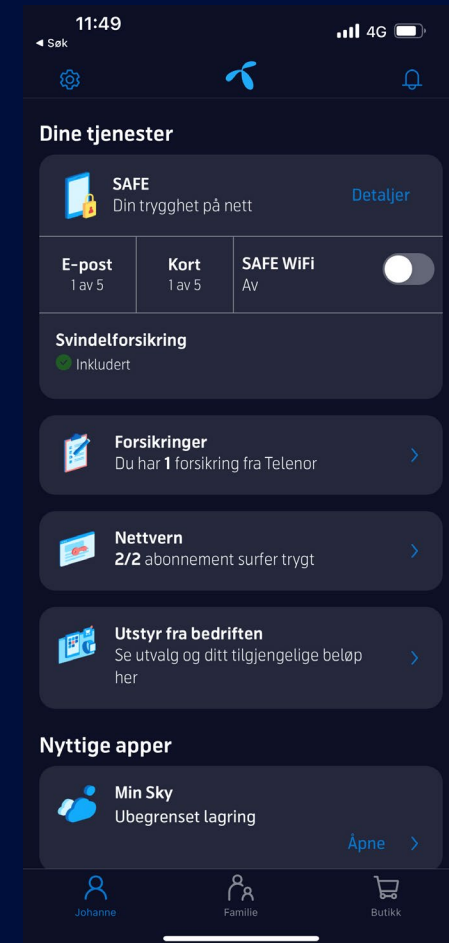 11:49
◀ Søk
4G
Dine tjenester
SAFE
Din trygghet på nett
Detaljer
E-post
1 av 5
Kort
1 av 5
SAFE WiFi
Av
Svindelforsikring
Inkludert
Forsikringer
Du har 1 forsikring fra Telenor
Nettvern
2/2 abonnement surfer trygt
Utstyr fra bedriften
Se utvalg og ditt tilgjengelige beløp
her
Nyttige apper
Min Sky
Ubegrenset lagring
Åpne
Johanne
Familie
Butikk